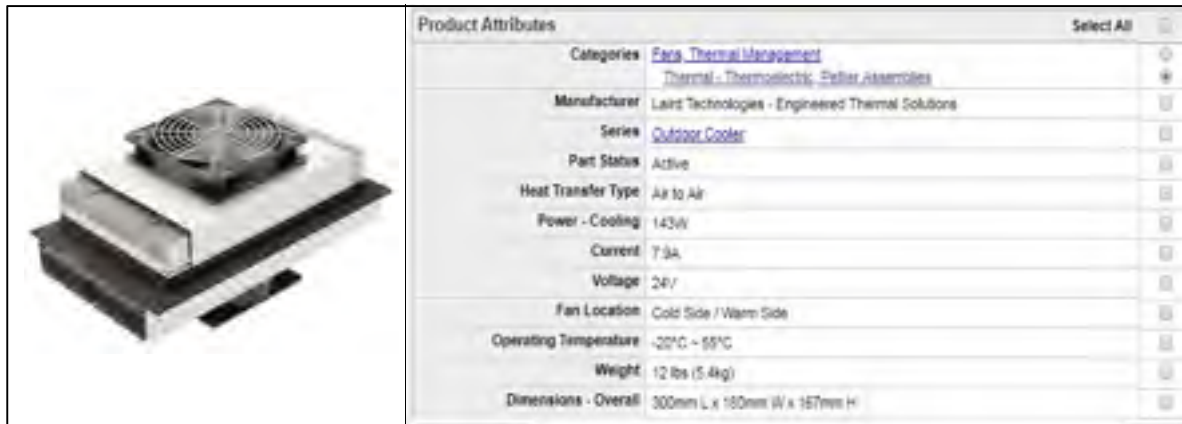 Product Attributes Select All
Categories Fans, Thermal Management
Thermal - Thermoelectric, Peltier Assemblies
Manufacturer Laird Technologies - Engineered Thermal Solutions
Series Outdoor Cooler
Part Status Active
Heat Transfer Type Air to Air
Power - Cooling 143W
Current 7.9A
Voltage 24V
Fan Location Cold Side / Warm Side
Operating Temperature -20°C ~ 55°C
Weight 12 lbs (5.4kg)
Dimensions - Overall 300mm L x 180mm W x 167mm H